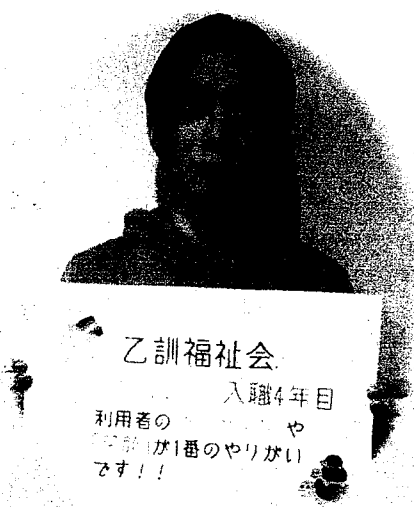 乙訓福祉会
入職4年目
利用者の や
が1番のやりがい
です！！